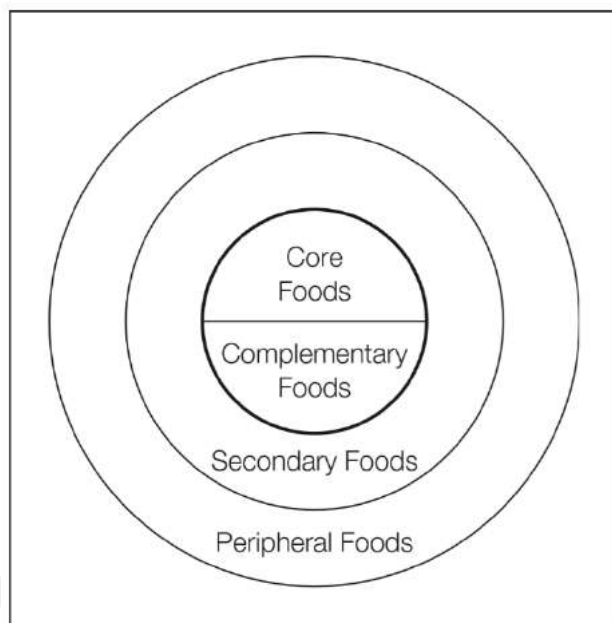 Core
Foods
Complementary
Foods
Secondary Foods
Peripheral Foods